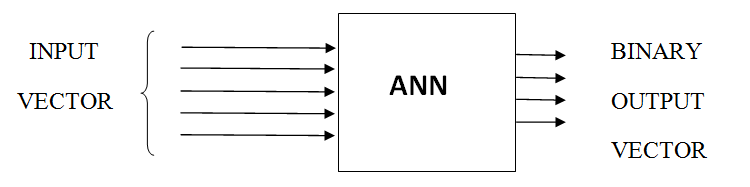 INPUT
VECTOR
ANN
BINARY
OUTPUT
VECTOR